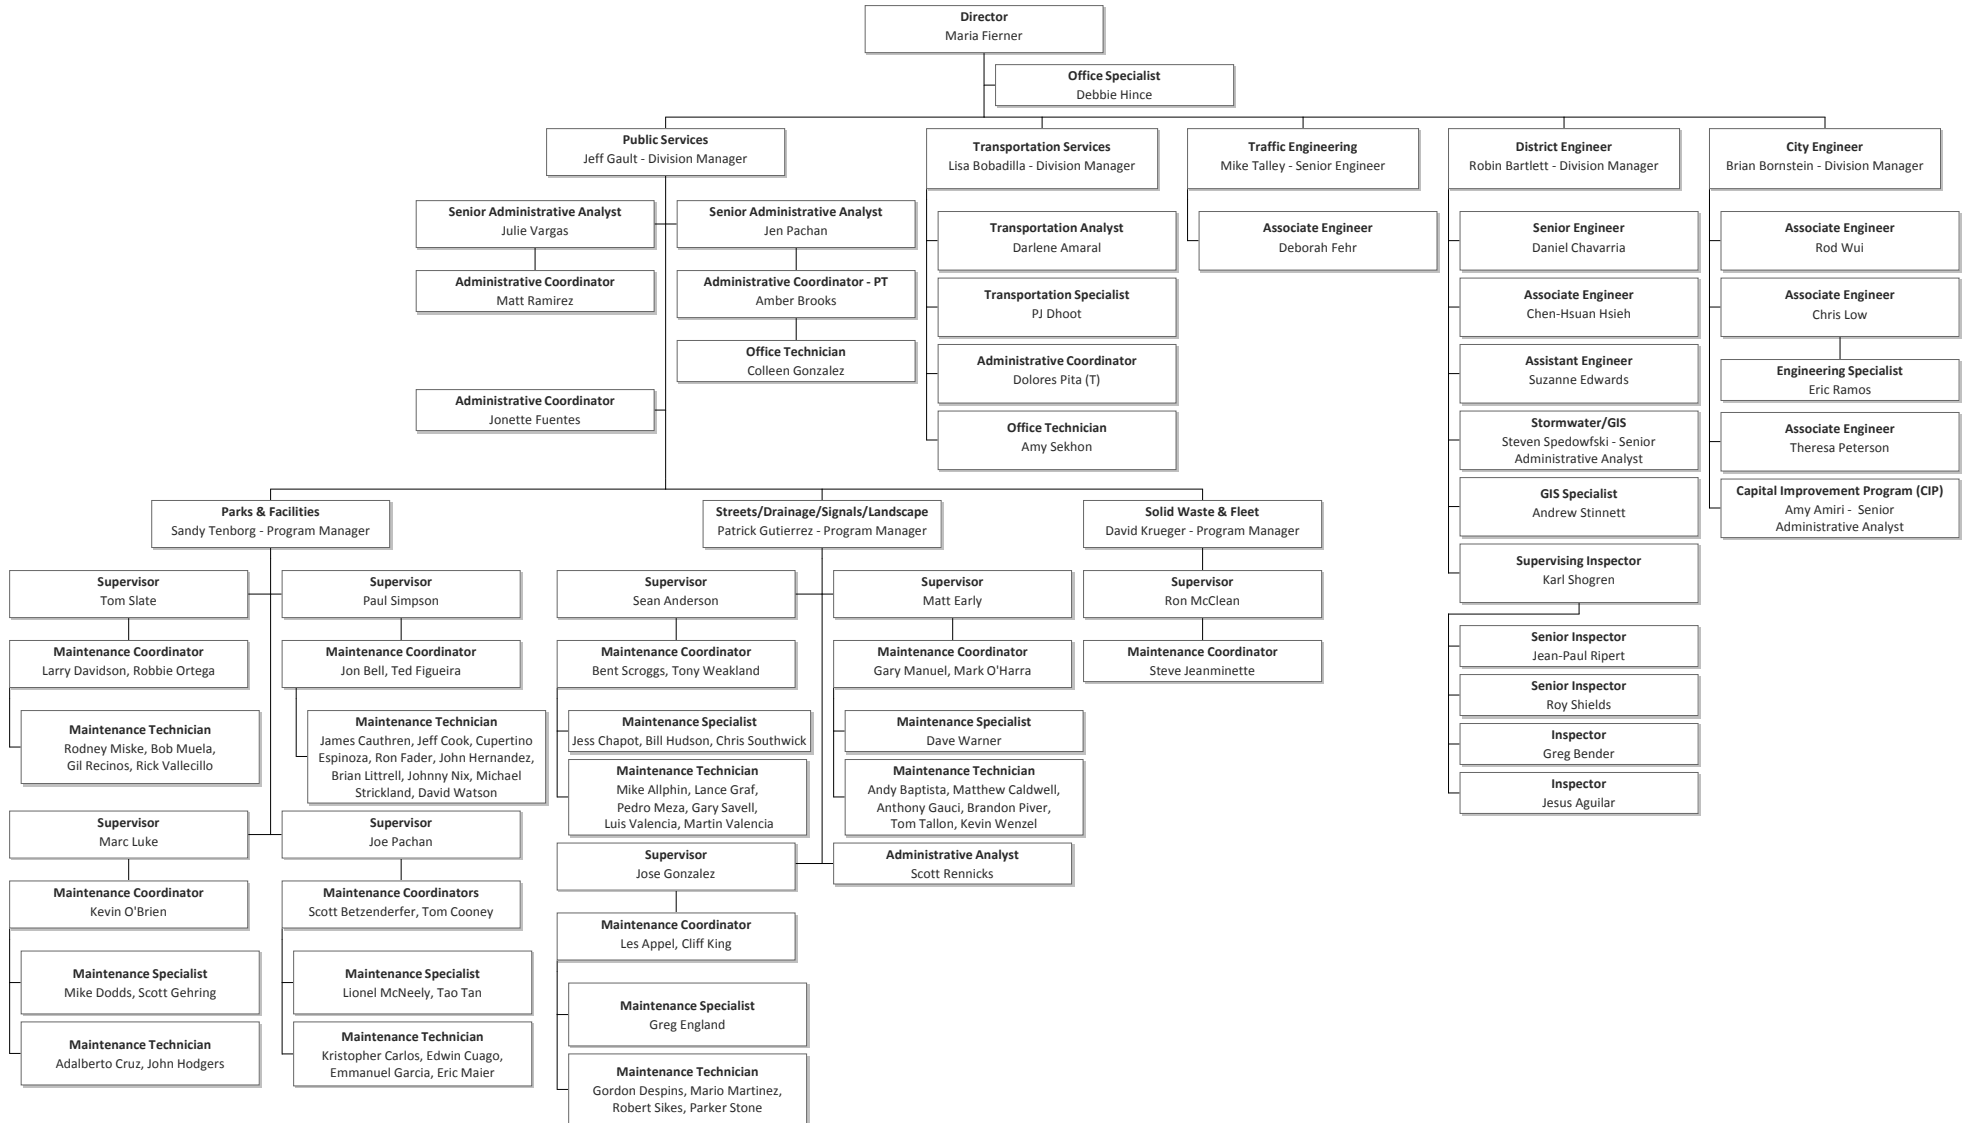 Director
Maria Fierner
Office Specialist
Debbie Hince
Public Services
Jeff Gault - Division Manager
Transportation Services
Lisa Bobadilla - Division Manager
Traffic Engineering
Mike Talley - Senior Engineer
District Engineer
Robin Bartlett - Division Manager
City Engineer
Brian Bornstein - Division Manager
Senior Administrative Analyst
Julie Vargas
Senior Administrative Analyst
Jen Pachan
Administrative Coordinator
Matt Ramirez
Administrative Coordinator - PT
Amber Brooks
Office Technician
Colleen Gonzalez
Administrative Coordinator
Jonette Fuentes
Transportation Analyst
Darlene Amaral
Transportation Specialist
PJ Dhoot
Administrative Coordinator
Dolores Pita (T)
Office Technician
Amy Sekhon
Associate Engineer
Deborah Fehr
Senior Engineer
Daniel Chavarria
Associate Engineer
Chen-Hsuan Hsieh
Assistant Engineer
Suzanne Edwards
Stormwater/GIS
Steven Spedowfski - Senior
Administrative Analyst
GIS Specialist
Andrew Stinnett
Supervising Inspector
Karl Shogren
Senior Inspector
Jean-Paul Ripert
Senior Inspector
Roy Shields
Inspector
Greg Bender
Inspector
Jesus Aguilar
Associate Engineer
Rod Wui
Associate Engineer
Chris Low
Engineering Specialist
Eric Ramos
Associate Engineer
Theresa Peterson
Capital Improvement Program (CIP)
Amy Amiri -  Senior
Administrative Analyst
Parks & Facilities
Sandy Tenborg - Program Manager
Streets/Drainage/Signals/Landscape
Patrick Gutierrez - Program Manager
Solid Waste & Fleet
David Krueger - Program Manager
Supervisor
Tom Slate
Supervisor
Paul Simpson
Maintenance Coordinator
Larry Davidson, Robbie Ortega
Maintenance Coordinator
Jon Bell, Ted Figueira
Maintenance Technician
Rodney Miske, Bob Muela,
Gil Recinos, Rick Vallecillo
Maintenance Technician
James Cauthren, Jeff Cook, Cupertino
Espinoza, Ron Fader, John Hernandez,
Brian Littrell, Johnny Nix, Michael
Strickland, David Watson
Supervisor
Marc Luke
Supervisor
Joe Pachan
Maintenance Coordinator
Kevin O'Brien
Maintenance Coordinators
Scott Betzenderfer, Tom Cooney
Maintenance Specialist
Mike Dodds, Scott Gehring
Maintenance Specialist
Lionel McNeely, Tao Tan
Maintenance Technician
Adalberto Cruz, John Hodgers
Maintenance Technician
Kristopher Carlos, Edwin Cuago,
Emmanuel Garcia, Eric Maier
Supervisor
Sean Anderson
Supervisor
Matt Early
Maintenance Coordinator
Bent Scroggs, Tony Weakland
Maintenance Coordinator
Gary Manuel, Mark O'Harra
Maintenance Specialist
Jess Chapot, Bill Hudson, Chris Southwick
Maintenance Specialist
Dave Warner
Maintenance Technician
Mike Allphin, Lance Graf,
Pedro Meza, Gary Savell,
Luis Valencia, Martin Valencia
Maintenance Technician
Andy Baptista, Matthew Caldwell,
Anthony Gauci, Brandon Piver,
Tom Tallon, Kevin Wenzel
Supervisor
Jose Gonzalez
Administrative Analyst
Scott Rennicks
Maintenance Coordinator
Les Appel, Cliff King
Maintenance Specialist
Greg England
Maintenance Technician
Gordon Despins, Mario Martinez,
Robert Sikes, Parker Stone
Supervisor
Ron McClean
Maintenance Coordinator
Steve Jeanminette